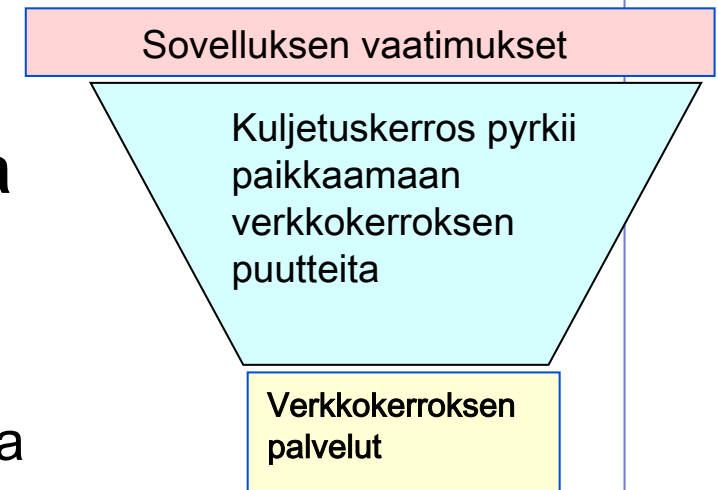 Sovelluksen vaatimukset
Kuljetuskerros pyrkii
paikkaamaan
verkkokerroksen
puutteita
a
Verkkokerroksen
palvelut
a